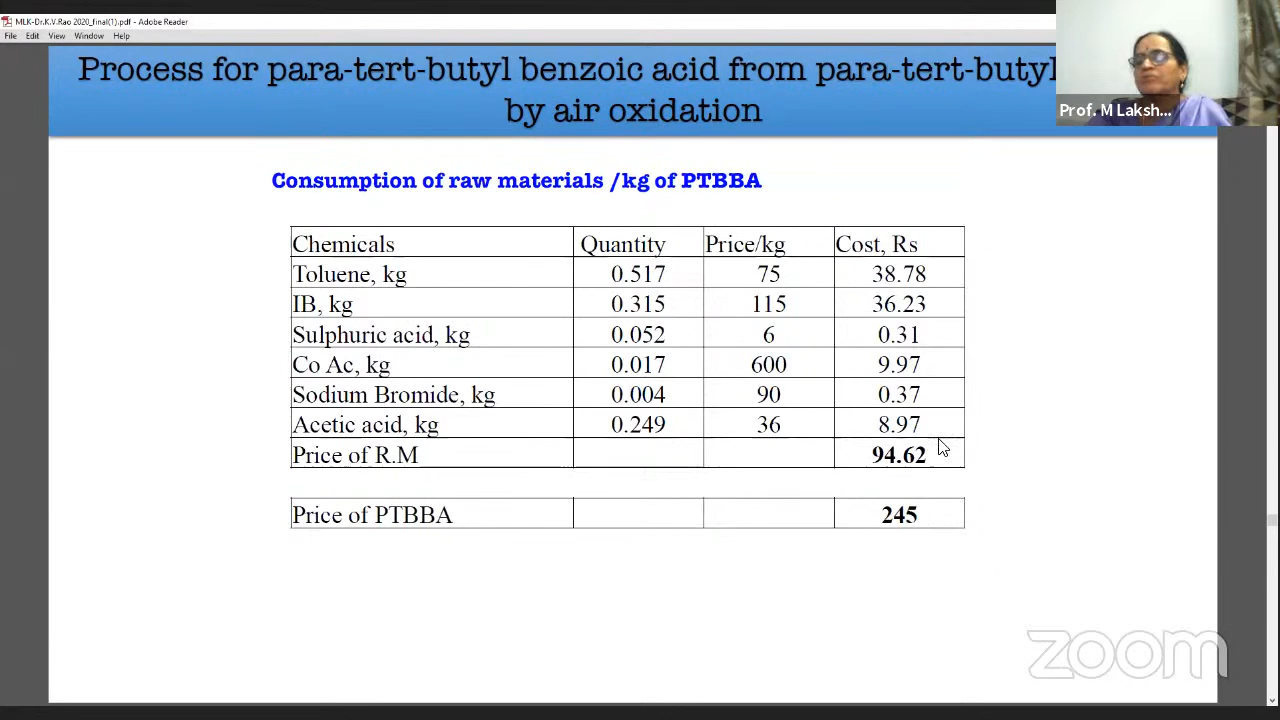 MLK-Dr.K.V.Rao 2020_final(1).pdf - Adobe Reader
File Edit View Window Help
Process for para-tert-butyl benzoic acid from para-tert-butyl
by air oxidation
Prof. M Laksh...
Consumption of raw materials /kg of PTBBA
Chemicals Quantity Price/kg Cost, Rs
Toluene, kg 0.517 75 38.78
IB, kg 0.315 115 36.23
Sulphuric acid, kg 0.052 6 0.31
Co Ac, kg 0.017 600 9.97
Sodium Bromide, kg 0.004 90 0.37
Acetic acid, kg 0.249 36 8.97
Price of R.M 94.62
Price of PTBBA 245
zoom